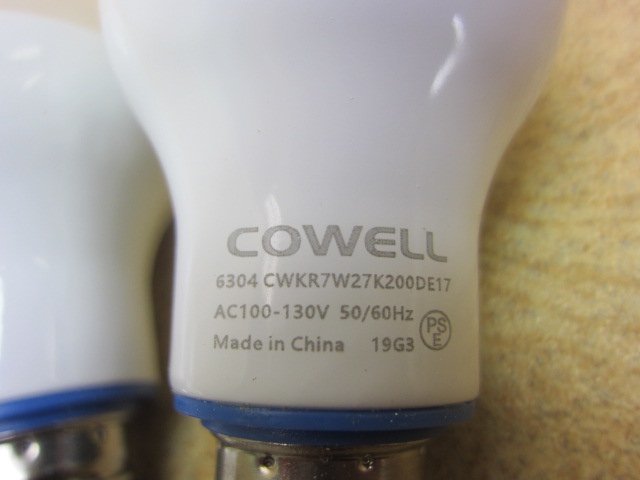 COWELL
6304 CWKR7W27K200DE17
AC100-130V 50/60Hz
Made in China 19G3
PS
E